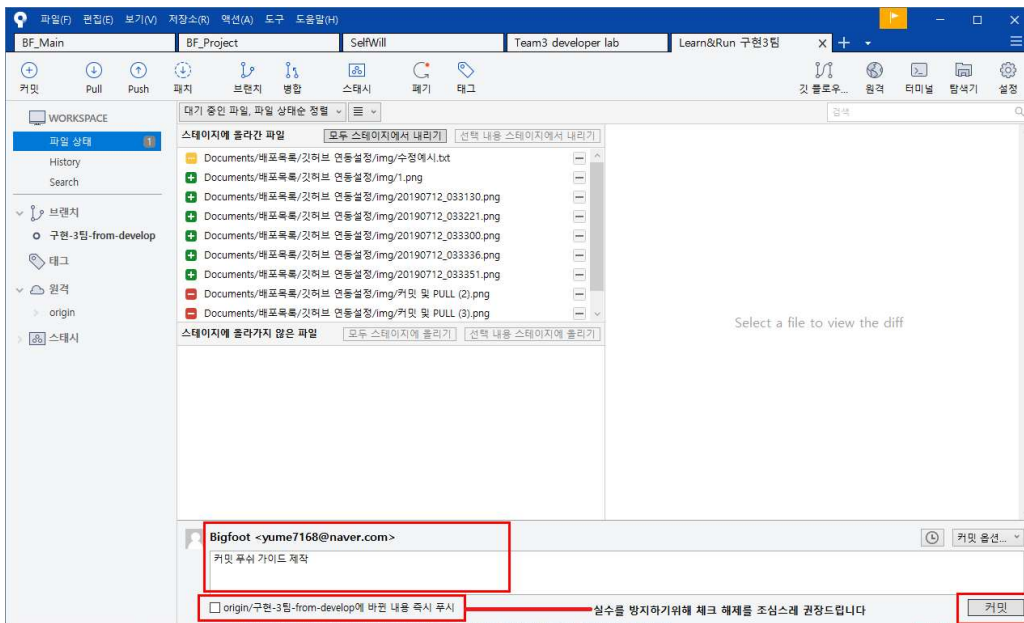 파일(F) 편집(E) 보기(V) 저장소(R) 액션(A) 도구 도움말(H)
BF_Main BF_Project SelfWill Team3 developer lab Learn&Run 구현3팀
커밋 Pull Push 패치 브랜치 병합 스태시 폐기 태그 깃 플로우... 원격 터미널 탐색기 설정
WORKSPACE
파일 상태 1
History
Search
브랜치
구현-3팀-from-develop
태그
원격
origin
스태시
대기 중인 파일, 파일 상태순 정렬
검색
스테이지에 올라간 파일 모두 스테이지에서 내리기 선택 내용 스테이지에서 내리기
Documents/배포목록/깃허브 연동설정/img/수정예시.txt
Documents/배포목록/깃허브 연동설정/img/1.png
Documents/배포목록/깃허브 연동설정/img/20190712_033130.png
Documents/배포목록/깃허브 연동설정/img/20190712_033221.png
Documents/배포목록/깃허브 연동설정/img/20190712_033300.png
Documents/배포목록/깃허브 연동설정/img/20190712_033336.png
Documents/배포목록/깃허브 연동설정/img/20190712_033351.png
Documents/배포목록/깃허브 연동설정/img/커밋 및 PULL (2).png
Documents/배포목록/깃허브 연동설정/img/커밋 및 PULL (3).png
스테이지에 올라가지 않은 파일 모두 스테이지에 올리기 선택 내용 스테이지에 올리기
Select a file to view the diff
Bigfoot <yume7168@naver.com>
커밋 옵션...
커밋 푸쉬 가이드 제작
origin/구현-3팀-from-develop에 바뀐 내용 즉시 푸시
실수를 방지하기위해 체크 해제를 조심스레 권장드립니다
커밋